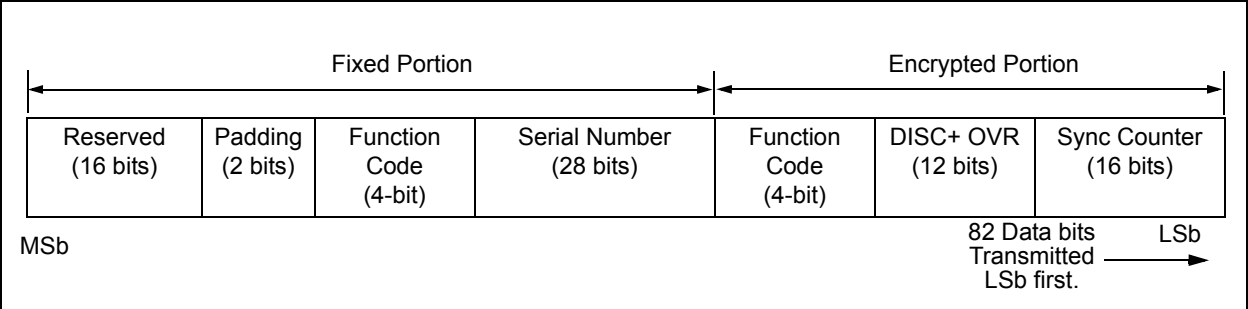 Fixed Portion
Encrypted Portion
Reserved
(16 bits)
Padding
(2 bits)
Function
Code
(4-bit)
Serial Number
(28 bits)
Function
Code
(4-bit)
DISC+ OVR
(12 bits)
Sync Counter
(16 bits)
MSb
82 Data bits
Transmitted
LSb first.
LSb